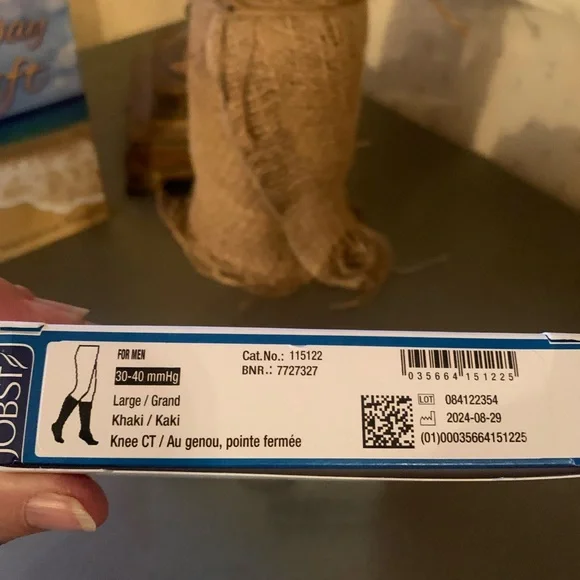 JOBST
FOR MEN
30-40 mmHg
Large / Grand
Khaki / Kaki
Knee CT / Au genou, pointe fermée
Cat.No.: 115122
BNR.: 7727327
035664 151225
LOT 084122354
2024-08-29
(01)00035664151225